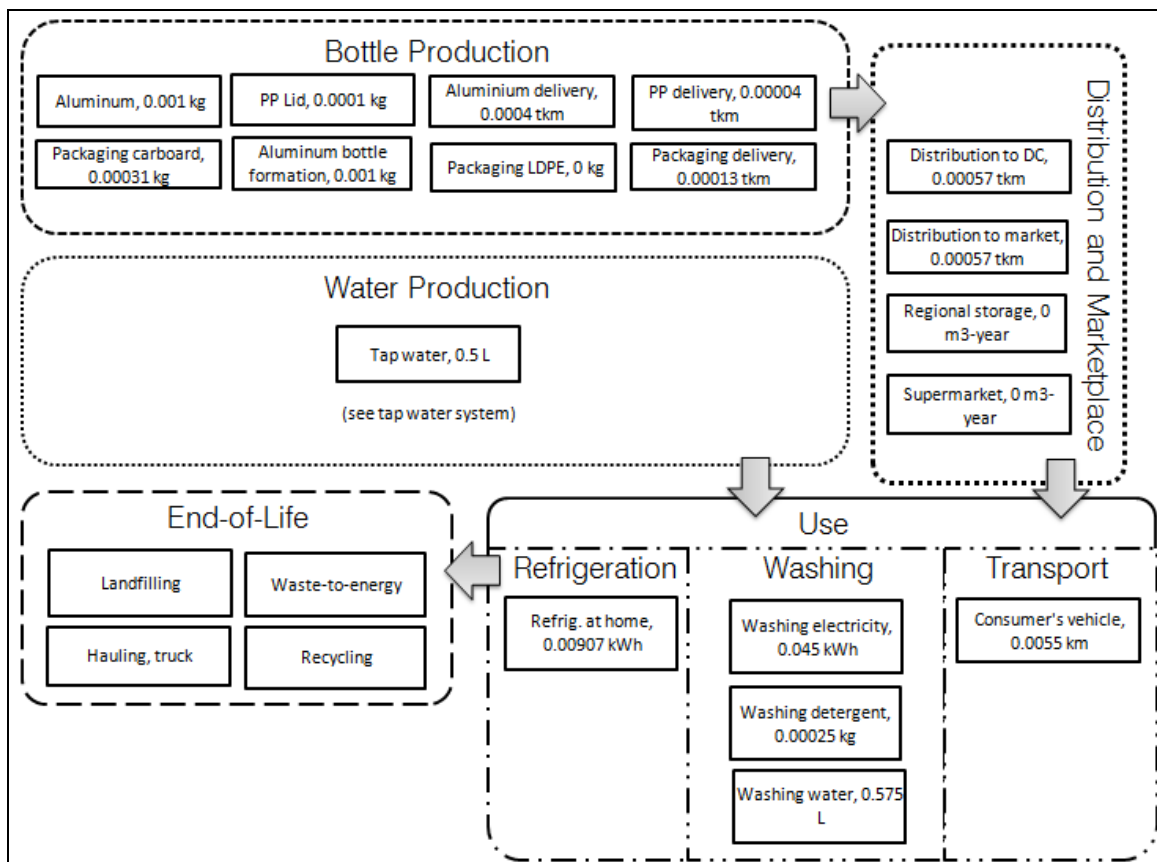 Bottle Production
Aluminum, 0.001 kg
PP Lid, 0.0001 kg
Aluminium delivery,
0.0004 tkm
PP delivery, 0.00004
tkm
Packaging carboard,
0.00031 kg
Aluminum bottle
formation, 0.001 kg
Packaging LDPE, 0 kg
Packaging delivery,
0.00013 tkm
Distribution and Marketplace
Distribution to DC,
0.00057 tkm
Distribution to market,
0.00057 tkm
Regional storage, 0
m3-year
Supermarket, 0 m3-
year
Water Production
Tap water, 0.5 L
(see tap water system)
End-of-Life
Landfilling
Waste-to-energy
Hauling, truck
Recycling
Use
Refrigeration
Refrig. at home,
0.00907 kWh
Washing
Washing electricity,
0.045 kWh
Washing detergent,
0.00025 kg
Washing water, 0.575
L
Transport
Consumer's vehicle,
0.0055 km